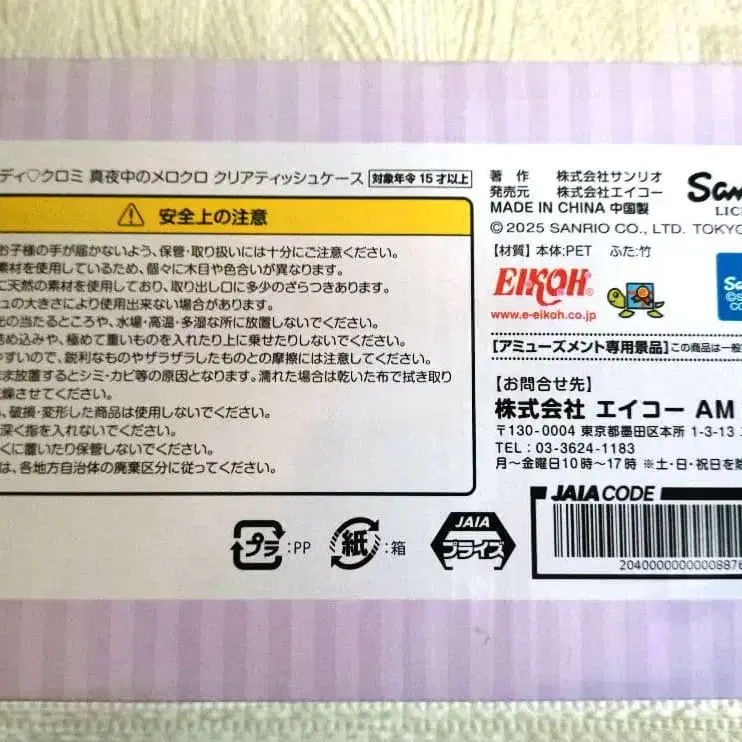 ディ♡クロミ 真夜中のメロクロ クリアティッシュケース 対象年令15才以上
⚠ 安全上の注意
お子様の手が届かないよう、保管・取り扱いには十分にご注意ください。
素材を使用しているため、個々に木目や色合いが異なります。
に天然の素材を使用しており、取り出し口に多少のざらつきあります。
ュの大きさにより使用出来ない場合があります。
光の当たるところや、水場・高温・多湿な所に放置しないでください。
詰め込みや、極めて重いものを入れたり上に乗せたりしないでください。
やすいので、鋭利なものやザラザラしたものとの摩擦には注意してください。
まま放置するとシミ・カビ等の原因となります。濡れた場合は乾いた布で拭き取り
燥させてください。
、破損・変形した商品は使用しないでください。
深く指を入れないでください。
くに置いたり保管しないでください。
は、各地方自治体の廃棄区分に従ってください。
プラ :PP
紙 :箱
JAIA
プライズ
著 作 株式会社サンリオ
発売元 株式会社エイコー
MADE IN CHINA 中国製
© 2025 SANRIO CO., LTD. TOKYO
San
LIC
【材質】本体:PET ふた:竹
EIKOH®
www.e-eikoh.co.jp
Sa
©S
CO
【アミューズメント専用景品】この商品は一般
【お問合せ先】
株式会社 エイコー AM
〒130-0004 東京都墨田区本所 1-3-13
TEL: 03-3624-1183
月~金曜日10時~17時 ※土・日・祝日を除
JAIA CODE
20400000000000887